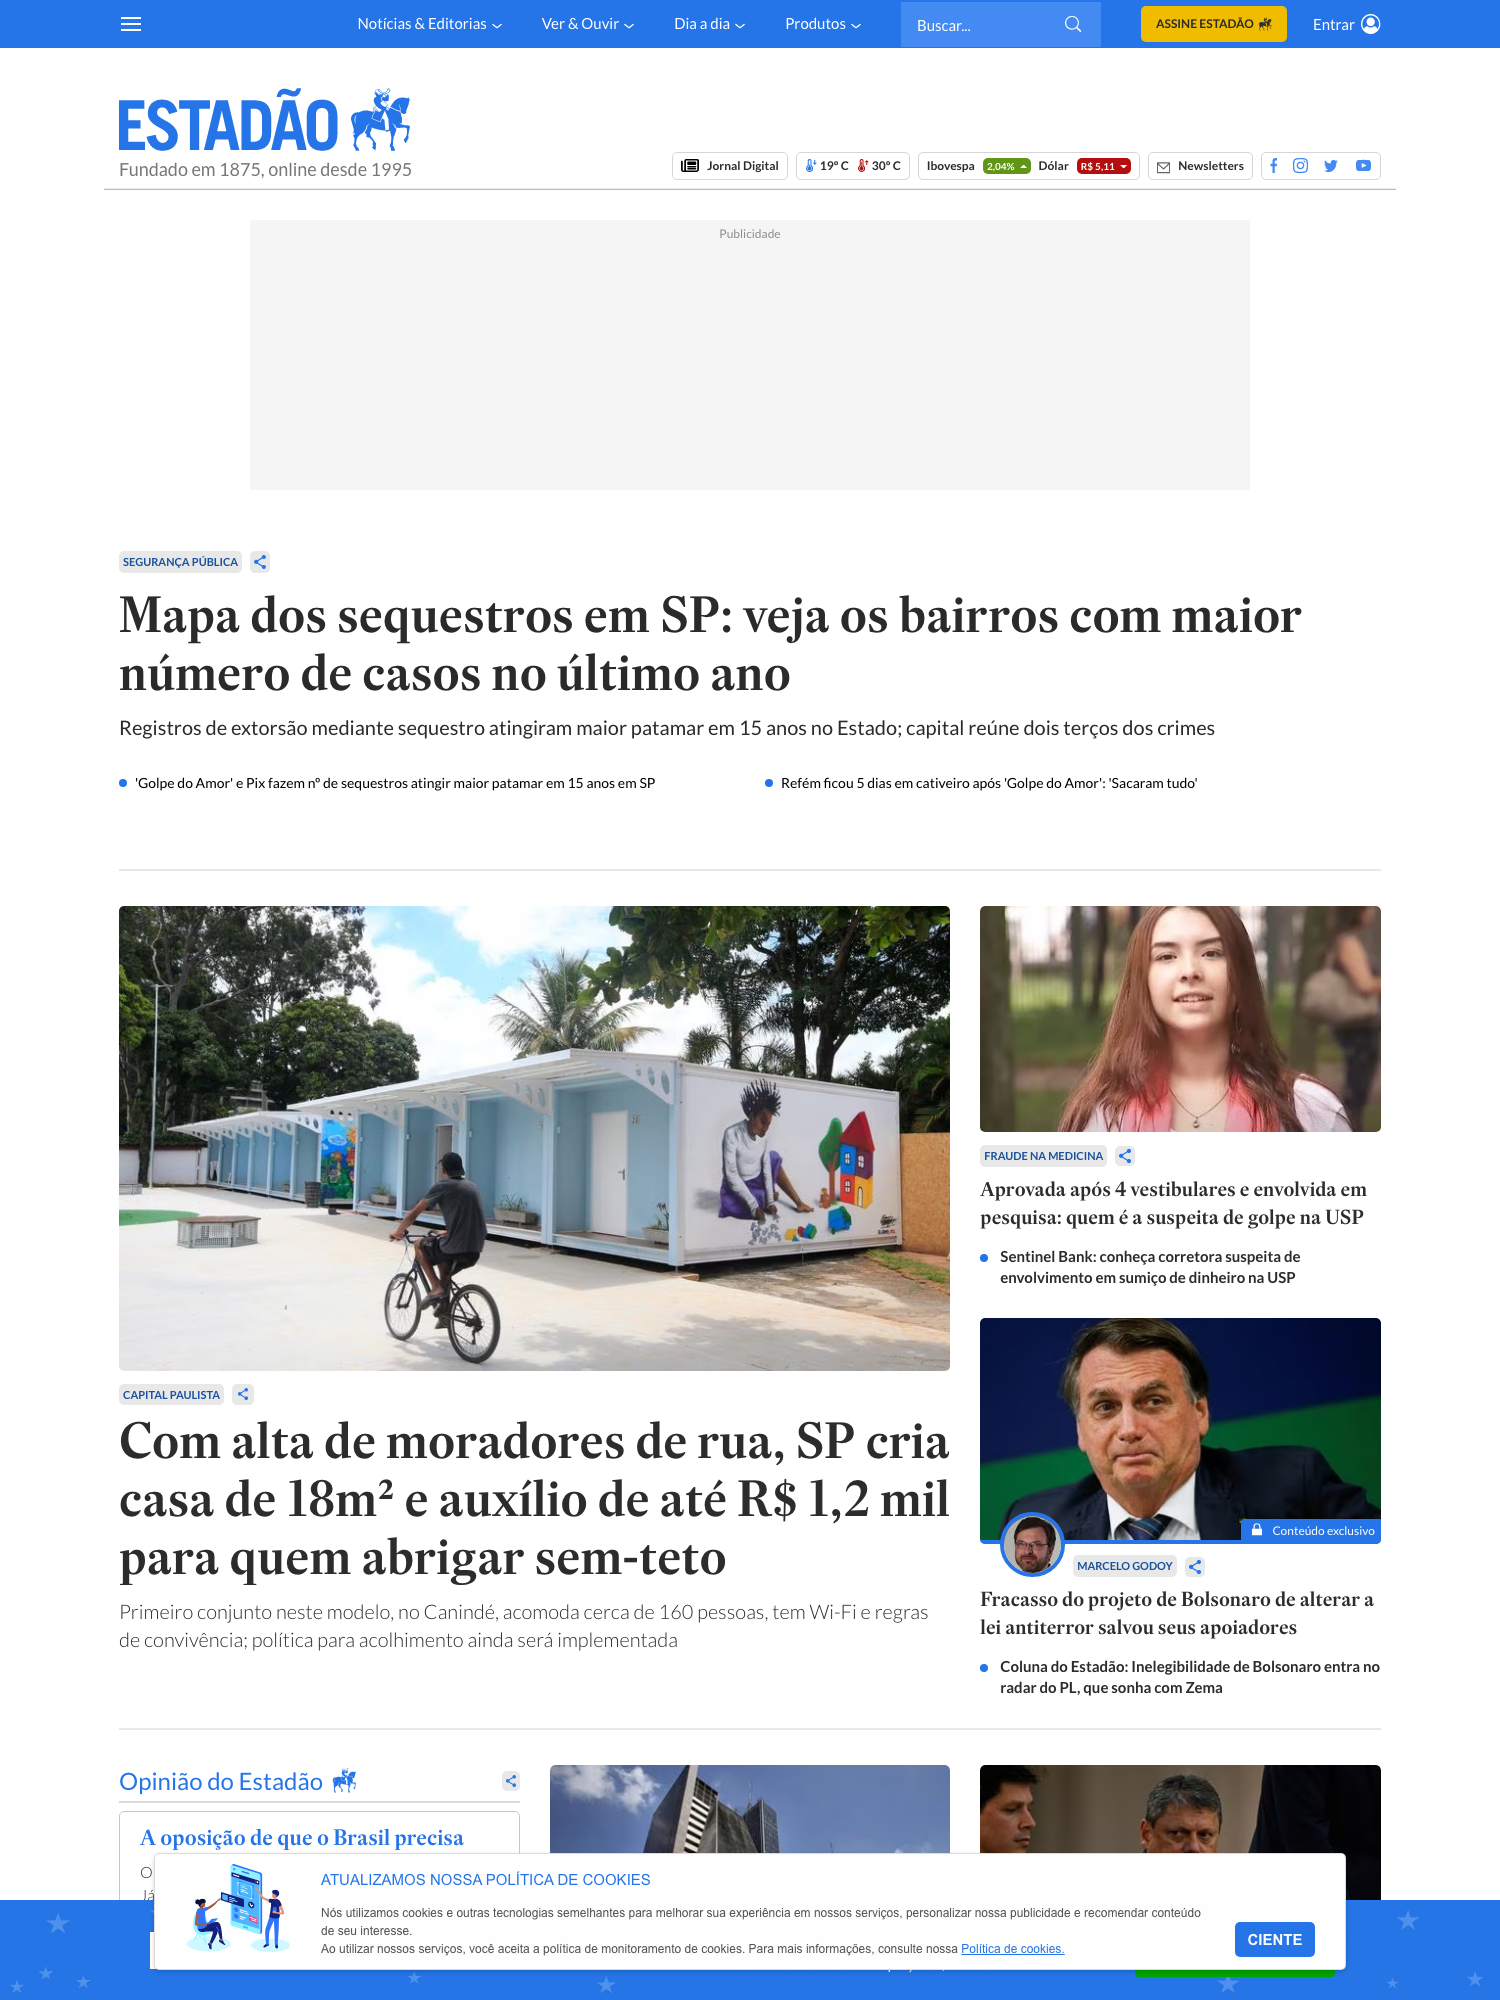 Notícias & Editorias
Ver & Ouvir
Dia a dia
Produtos
Buscar...
ASSINE ESTADÃO
Entrar
ESTADÃO
Fundado em 1875, online desde 1995
Jornal Digital
19º C 30º C
Ibovespa 2,04% Dólar R$ 5,11
Newsletters
Publicidade
SEGURANÇA PÚBLICA
Mapa dos sequestros em SP: veja os bairros com maior
número de casos no último ano
Registros de extorsão mediante sequestro atingiram maior patamar em 15 anos no Estado; capital reúne dois terços dos crimes
'Golpe do Amor' e Pix fazem nº de sequestros atingir maior patamar em 15 anos em SP
Refém ficou 5 dias em cativeiro após 'Golpe do Amor': 'Sacaram tudo'
CAPITAL PAULISTA
Com alta de moradores de rua, SP cria
casa de 18m² e auxílio de até R$ 1,2 mil
para quem abrigar sem-teto
Primeiro conjunto neste modelo, no Canindé, acomoda cerca de 160 pessoas, tem Wi-Fi e regras
de convivência; política para acolhimento ainda será implementada
FRAUDE NA MEDICINA
Aprovada após 4 vestibulares e envolvida em
pesquisa: quem é a suspeita de golpe na USP
Sentinel Bank: conheça corretora suspeita de
envolvimento em sumiço de dinheiro na USP
Conteúdo exclusivo
MARCELO GODOY
Fracasso do projeto de Bolsonaro de alterar a
lei antiterror salvou seus apoiadores
Coluna do Estadão: Inelegibilidade de Bolsonaro entra no
radar do PL, que sonha com Zema
Opinião do Estadão
A oposição de que o Brasil precisa
ATUALIZAMOS NOSSA POLÍTICA DE COOKIES
Nós utilizamos cookies e outras tecnologias semelhantes para melhorar sua experiência em nossos serviços, personalizar nossa publicidade e recomendar conteúdo
de seu interesse.
Ao utilizar nossos serviços, você aceita a política de monitoramento de cookies. Para mais informações, consulte nossa Política de cookies.
CIENTE